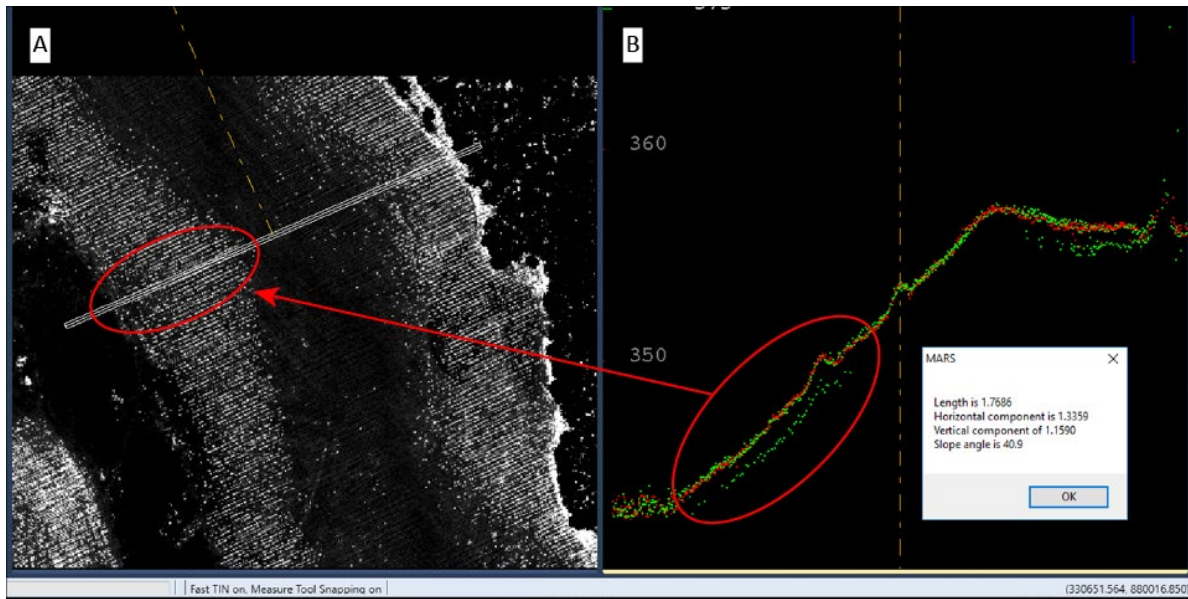 A
B
375
360
350
MARS
Length is 1.7686
Horizontal component is 1.3359
Vertical component of 1.1590
Slope angle is 40.9
OK
Fast TIN on, Measure Tool Snapping on
(330651.564, 880016.850)